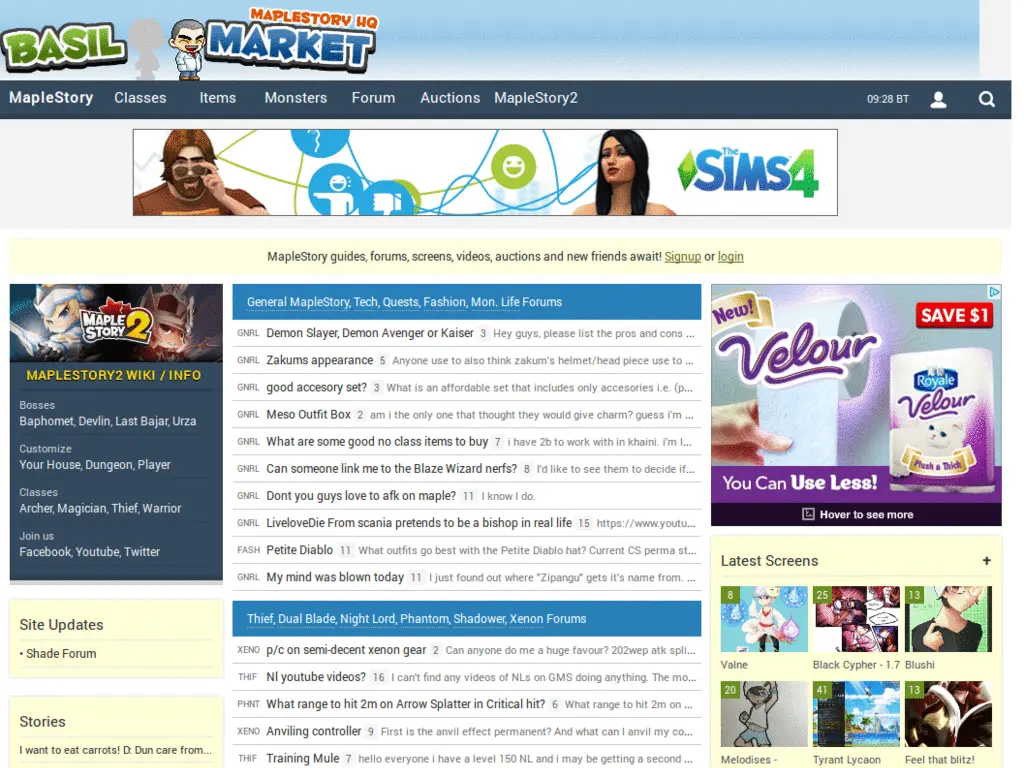 MAPLESTORY HQ
BASIL MARKET
MapleStory Classes Items Monsters Forum Auctions MapleStory2 09:28 BT
The SIMS 4
MapleStory guides, forums, screens, videos, auctions and new friends await! Signup or login
MAPLE STORY 2
MAPLESTORY2 WIKI / INFO
Bosses
Baphomet, Devlin, Last Bajar, Urza
Customize
Your House, Dungeon, Player
Classes
Archer, Magician, Thief, Warrior
Join us
Facebook, Youtube, Twitter
Site Updates
• Shade Forum
Stories
I want to eat carrots! D: Dun care from...
General MapleStory, Tech, Quests, Fashion, Mon. Life Forums
GNRL Demon Slayer, Demon Avenger or Kaiser 3 Hey guys, please list the pros and cons ...
GNRL Zakums appearance 5 Anyone use to also think zakum's helmet/head piece use to ...
GNRL good accesory set? 3 What is an affordable set that includes only accesories i.e. (p...
GNRL Meso Outfit Box 2 am i the only one that thought they would give charm? guess i'm ...
GNRL What are some good no class items to buy 7 i have 2b to work with in khaini. i'm l...
GNRL Can someone link me to the Blaze Wizard nerfs? 8 I'd like to see them to decide if...
GNRL Dont you guys love to afk on maple? 11 I know I do.
GNRL LiveloveDie From scania pretends to be a bishop in real life 15 https://www.youtu...
FASH Petite Diablo 11 What outfits go best with the Petite Diablo hat? Current CS perma st...
GNRL My mind was blown today 11 I just found out where "Zipangu" gets it's name from. ...
Thief, Dual Blade, Night Lord, Phantom, Shadower, Xenon Forums
XENO p/c on semi-decent xenon gear 2 Can anyone do me a huge favour? 202wep atk spli...
THIF Nl youtube videos? 16 I can't find any videos of NLs on GMS doing anything. The mo...
PHNT What range to hit 2m on Arrow Splatter in Critical hit? 6 What range to hit 2m on ...
XENO Anviling controller 9 First is the anvil effect permanent? And what can I anvil my co...
THIF Training Mule 7 hello everyone i have a level 150 NL and i may be getting a second ...
New!
SAVE $1
Velour
ROYALE
Velour
Plush & Thick
You Can Use Less!
Hover to see more
Latest Screens +
8 25 13
Valne Black Cypher - 1.7 Blushi
20 41 13
Melodises - Tyrant Lycaon Feel that blitz!